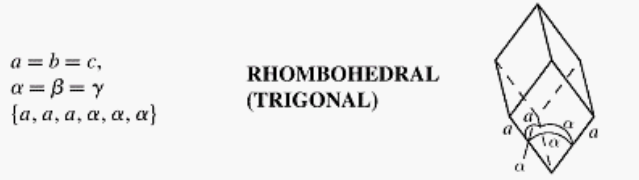 a = b = c,
α = β = γ
{a, a, a, α, α, α}
RHOMBOHEDRAL
(TRIGONAL)
a
a α
a
α
α